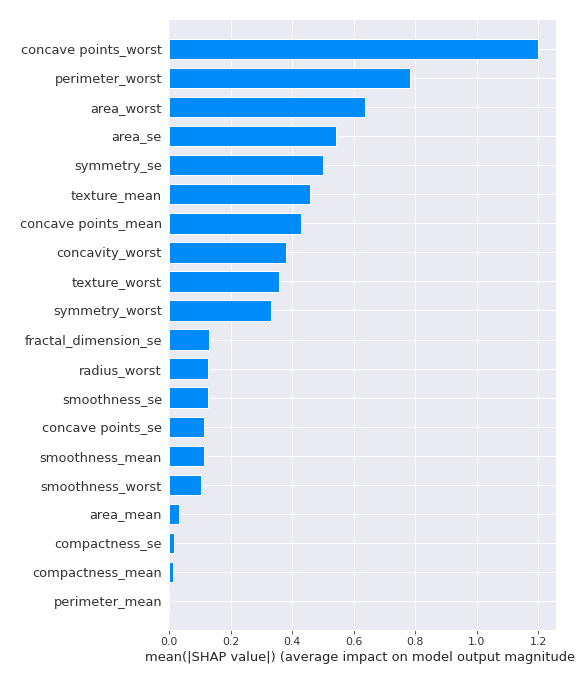 concave points_worst
perimeter_worst
area_worst
area_se
symmetry_se
texture_mean
concave points_mean
concavity_worst
texture_worst
symmetry_worst
fractal_dimension_se
radius_worst
smoothness_se
concave points_se
smoothness_mean
smoothness_worst
area_mean
compactness_se
compactness_mean
perimeter_mean
0.0 0.2 0.4 0.6 0.8 1.0 1.2
mean(|SHAP value|) (average impact on model output magnitude